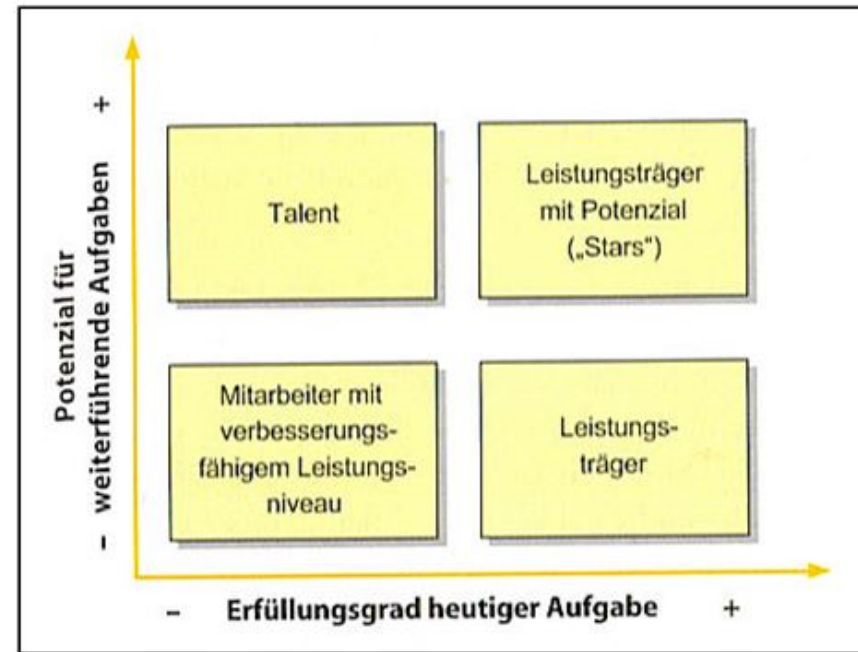 +
Potenzial für
– weiterführende Aufgaben
Talent
Leistungsträger
mit Potenzial
(„Stars“)
Mitarbeiter mit
verbesserungs-
fähigem Leistungs-
niveau
Leistungs-
träger
– Erfüllungsgrad heutiger Aufgabe +